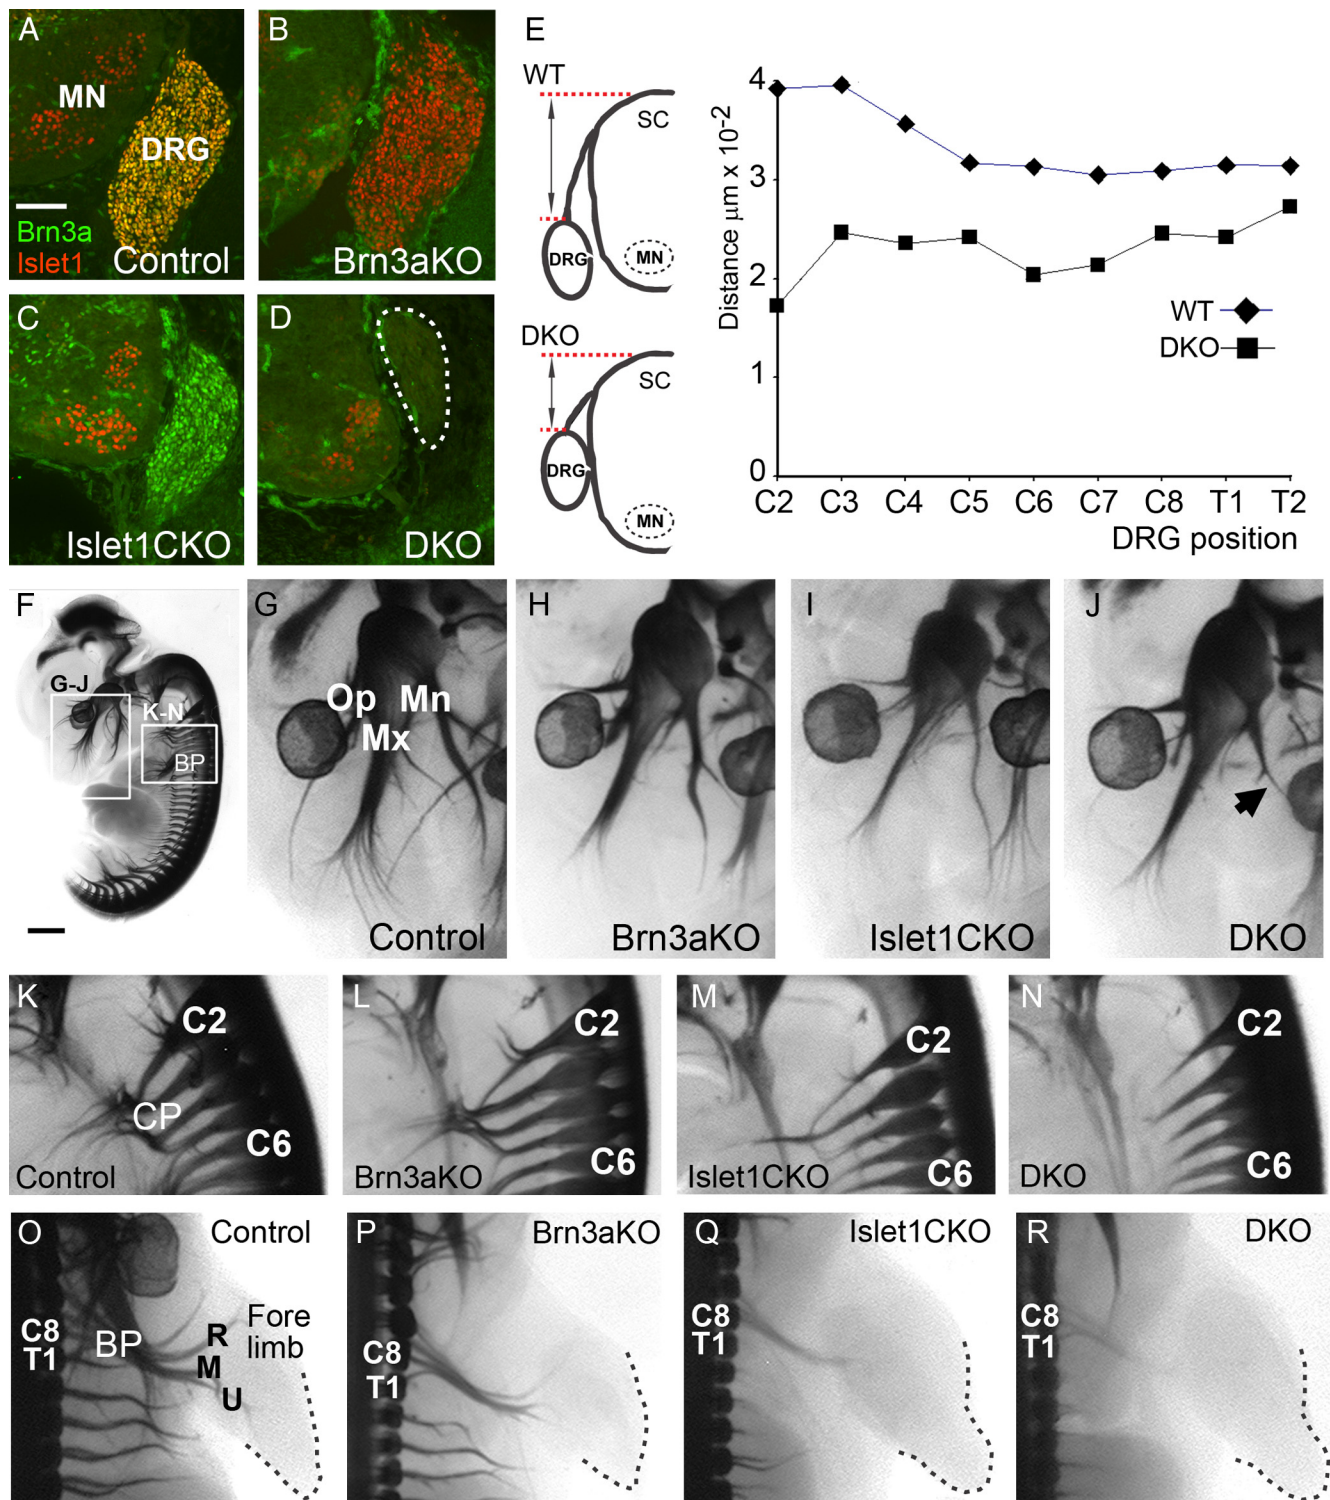 A
MN
DRG
Brn3a
Islet1
Control
B
Brn3aKO
C
Islet1CKO
D
DKO
E
WT
SC
DRG
MN
DKO
SC
DRG
MN
Distance µm x 10-2
4
3
2
1
0
WT
DKO
C2 C3 C4 C5 C6 C7 C8 T1 T2
DRG position
F
G-J
K-N
BP
G
Op Mn
Mx
Control
H
Brn3aKO
I
Islet1CKO
J
DKO
K
C2
CP
C6
Control
L
C2
C6
Brn3aKO
M
C2
C6
Islet1CKO
N
C2
C6
DKO
O
Control
C8
T1
BP
R
M
U
Fore
limb
P
Brn3aKO
C8
T1
Q
Islet1CKO
C8
T1
R
DKO
C8
T1